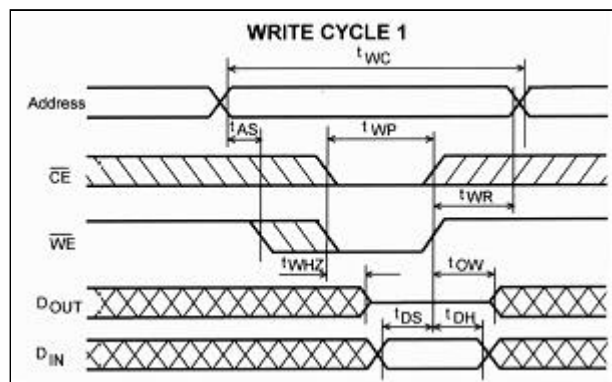 WRITE CYCLE 1
tWC
Address
tAS
tWP
CE
tWR
WE
tWHZ
tOW
DOUT
tDS
tDH
DIN